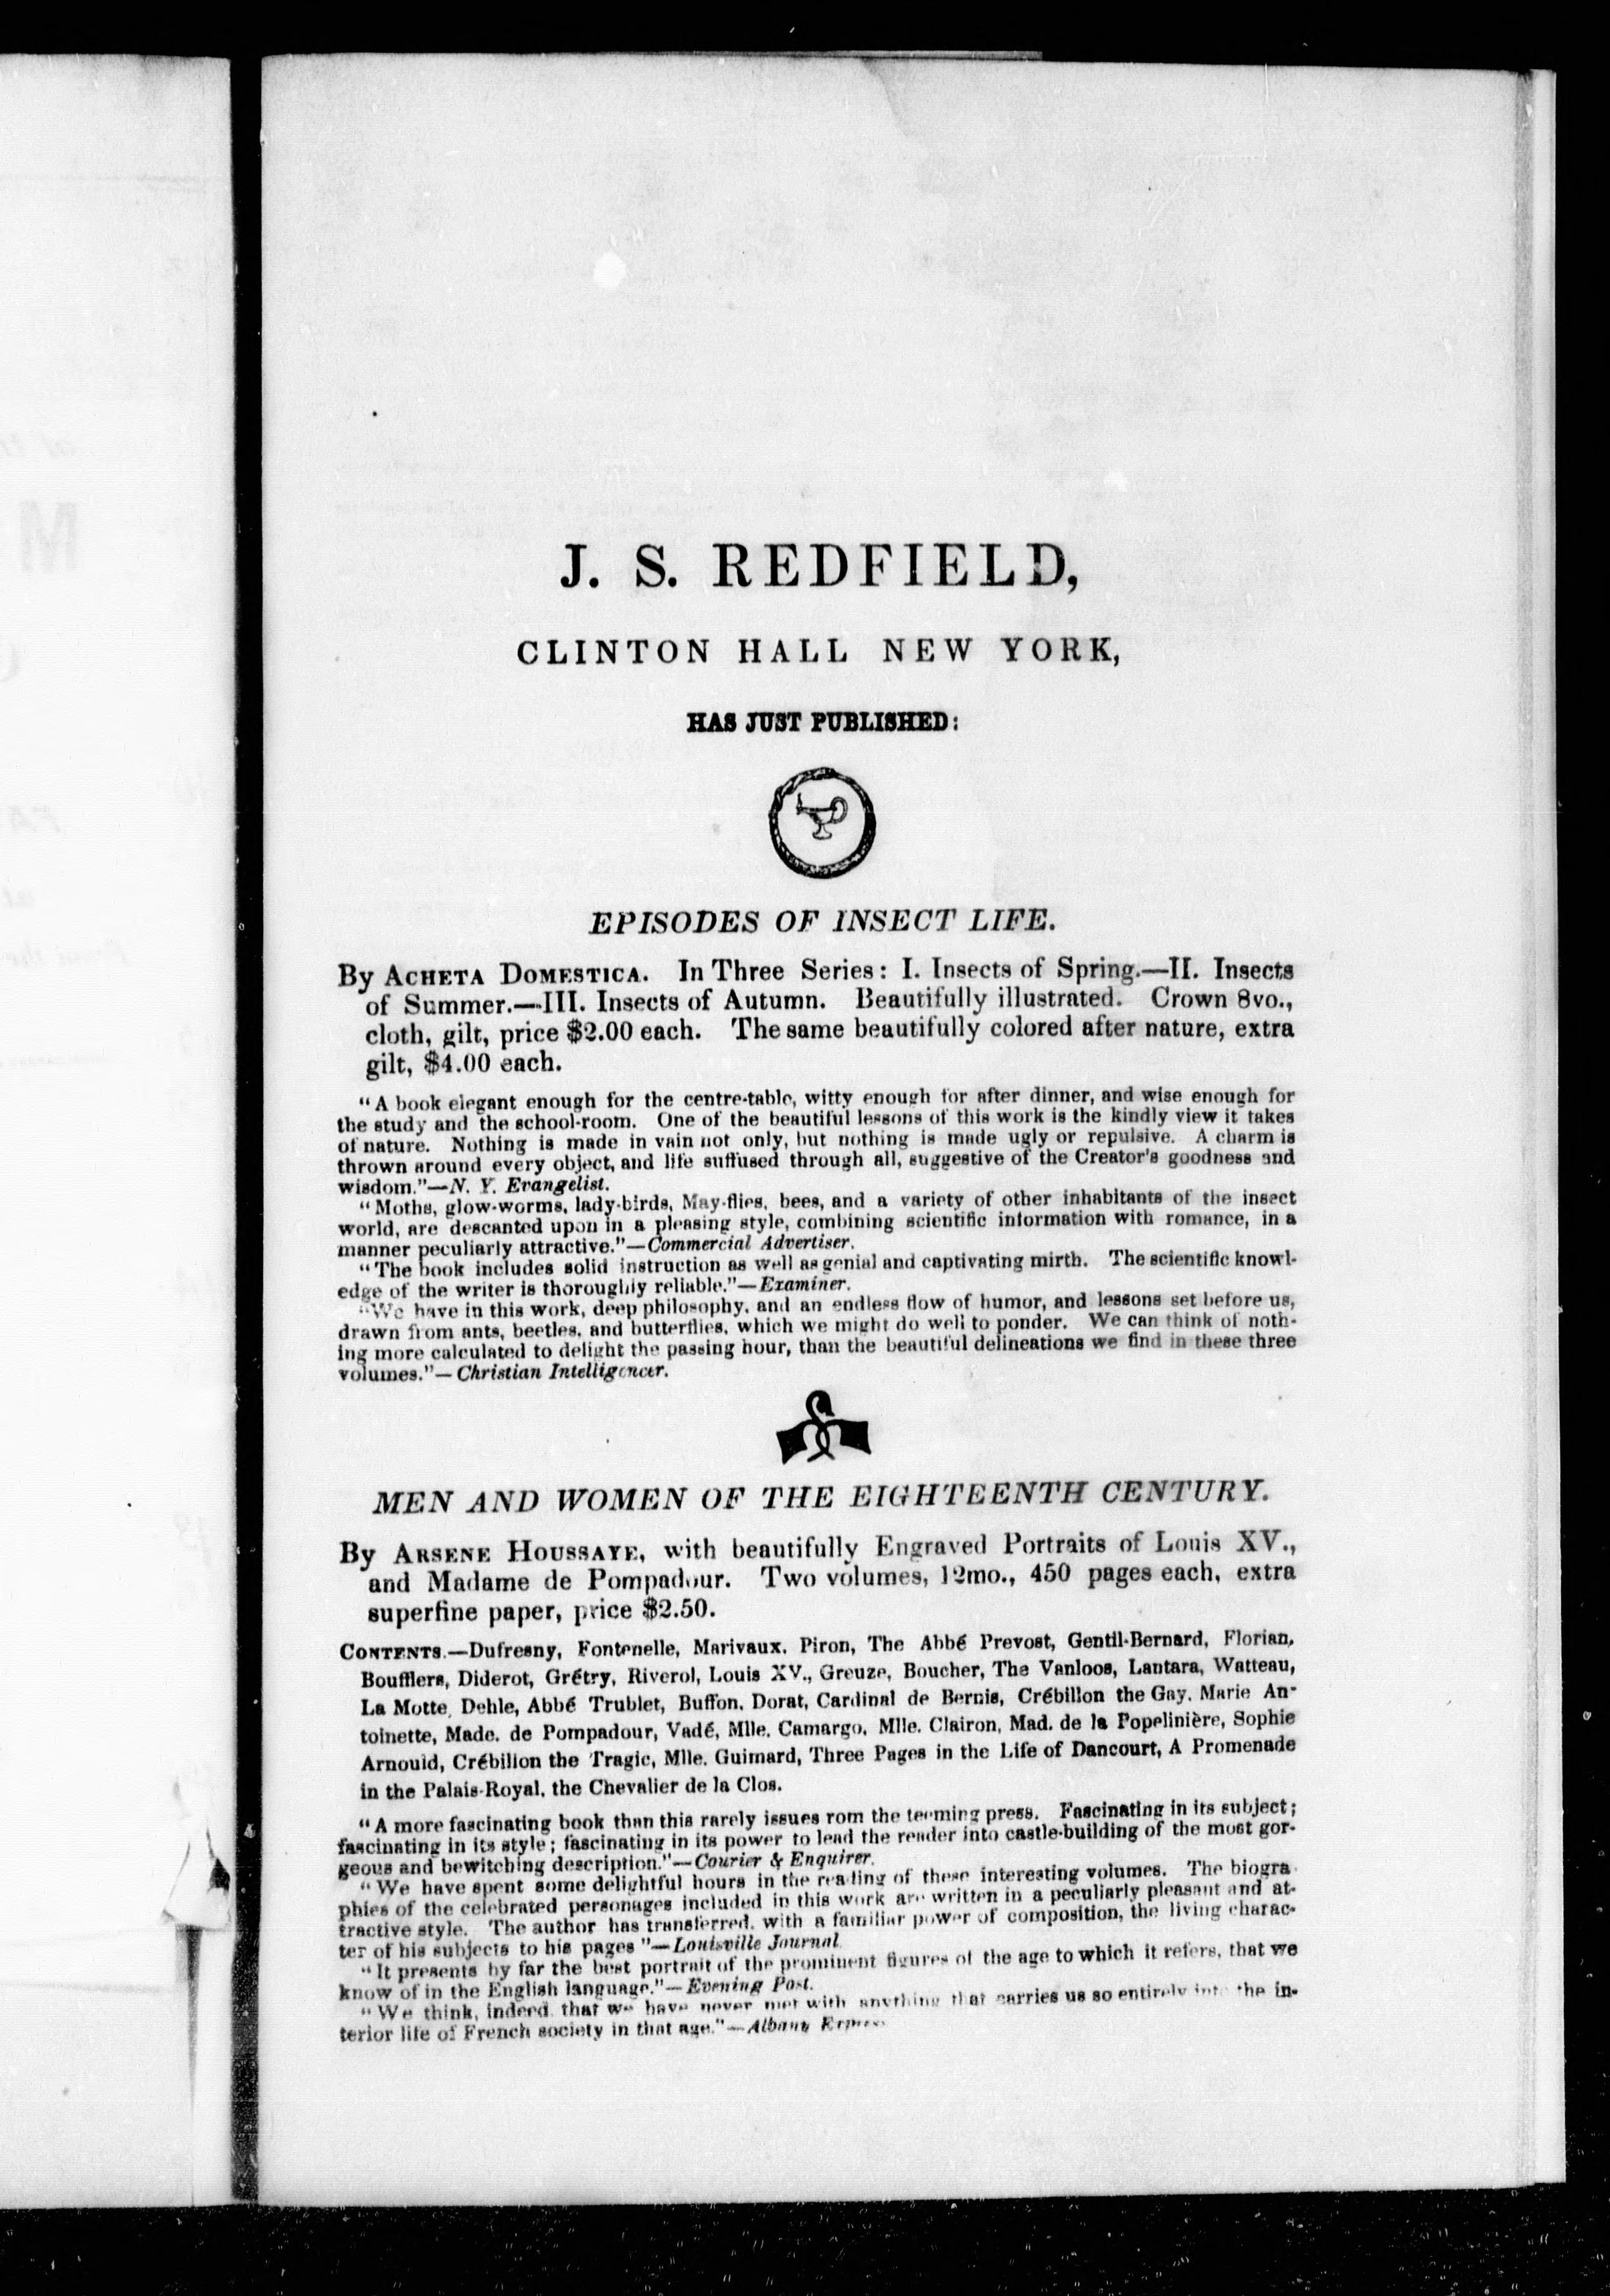 J. S. REDFIELD,
CLINTON HALL NEW YORK,
HAS JUST PUBLISHED:
EPISODES OF INSECT LIFE.
By ACHETA DOMESTICA. In Three Series: I. Insects of Spring.—II. Insects
of Summer.—III. Insects of Autumn. Beautifully illustrated. Crown 8vo.,
cloth, gilt, price $2.00 each. The same beautifully colored after nature, extra
gilt, $4.00 each.
"A book elegant enough for the centre-table, witty enough for after dinner, and wise enough for
the study and the school-room. One of the beautiful lessons of this work is the kindly view it takes
of nature. Nothing is made in vain not only, but nothing is made ugly or repulsive. A charm is
thrown around every object, and life suffused through all, suggestive of the Creator's goodness and
wisdom."—N. Y. Evangelist.
"Moths, glow-worms, lady-birds, May-flies, bees, and a variety of other inhabitants of the insect
world, are descanted upon in a pleasing style, combining scientific information with romance, in a
manner peculiarly attractive."—Commercial Advertiser.
"The book includes solid instruction as well as genial and captivating mirth. The scientific knowl-
edge of the writer is thoroughly reliable."—Examiner.
"We have in this work, deep philosophy, and an endless flow of humor, and lessons set before us,
drawn from ants, beetles, and butterflies, which we might do well to ponder. We can think of noth-
ing more calculated to delight the passing hour, than the beautiful delineations we find in these three
volumes."—Christian Intelligencer.
MEN AND WOMEN OF THE EIGHTEENTH CENTURY.
By ARSENE HOUSSAYE, with beautifully Engraved Portraits of Louis XV.,
and Madame de Pompadour. Two volumes, 12mo., 450 pages each, extra
superfine paper, price $2.50.
CONTENTS.—Dufresny, Fontenelle, Marivaux, Piron, The Abbé Prevost, Gentil-Bernard, Florian,
Boufflers, Diderot, Grétry, Riverol, Louis XV., Greuze, Boucher, The Vanloos, Lantara, Watteau,
La Motte, Dehle, Abbé Trublet, Buffon, Dorat, Cardinal de Bernis, Crébillon the Gay, Marie An-
toinette, Made. de Pompadour, Vadé, Mlle. Camargo, Mlle. Clairon, Mad. de la Popelinière, Sophie
Arnould, Crébillon the Tragic, Mlle. Guimard, Three Pages in the Life of Dancourt, A Promenade
in the Palais-Royal, the Chevalier de la Clos.
"A more fascinating book than this rarely issues rom the teeming press. Fascinating in its subject;
fascinating in its style; fascinating in its power to lead the reader into castle-building of the most gor-
geous and bewitching description."—Courier & Enquirer.
"We have spent some delightful hours in the reading of these interesting volumes. The biogra
phies of the celebrated personages included in this work are written in a peculiarly pleasant and at-
tractive style. The author has transferred, with a familiar power of composition, the living charac-
ter of his subjects to his pages"—Louisville Journal
"It presents by far the best portrait of the prominent figures of the age to which it refers, that we
know of in the English language."—Evening Post.
"We think, indeed, that we have never met with anything that carries us so entirely into the in-
terior life of French society in that age."—Albany Express